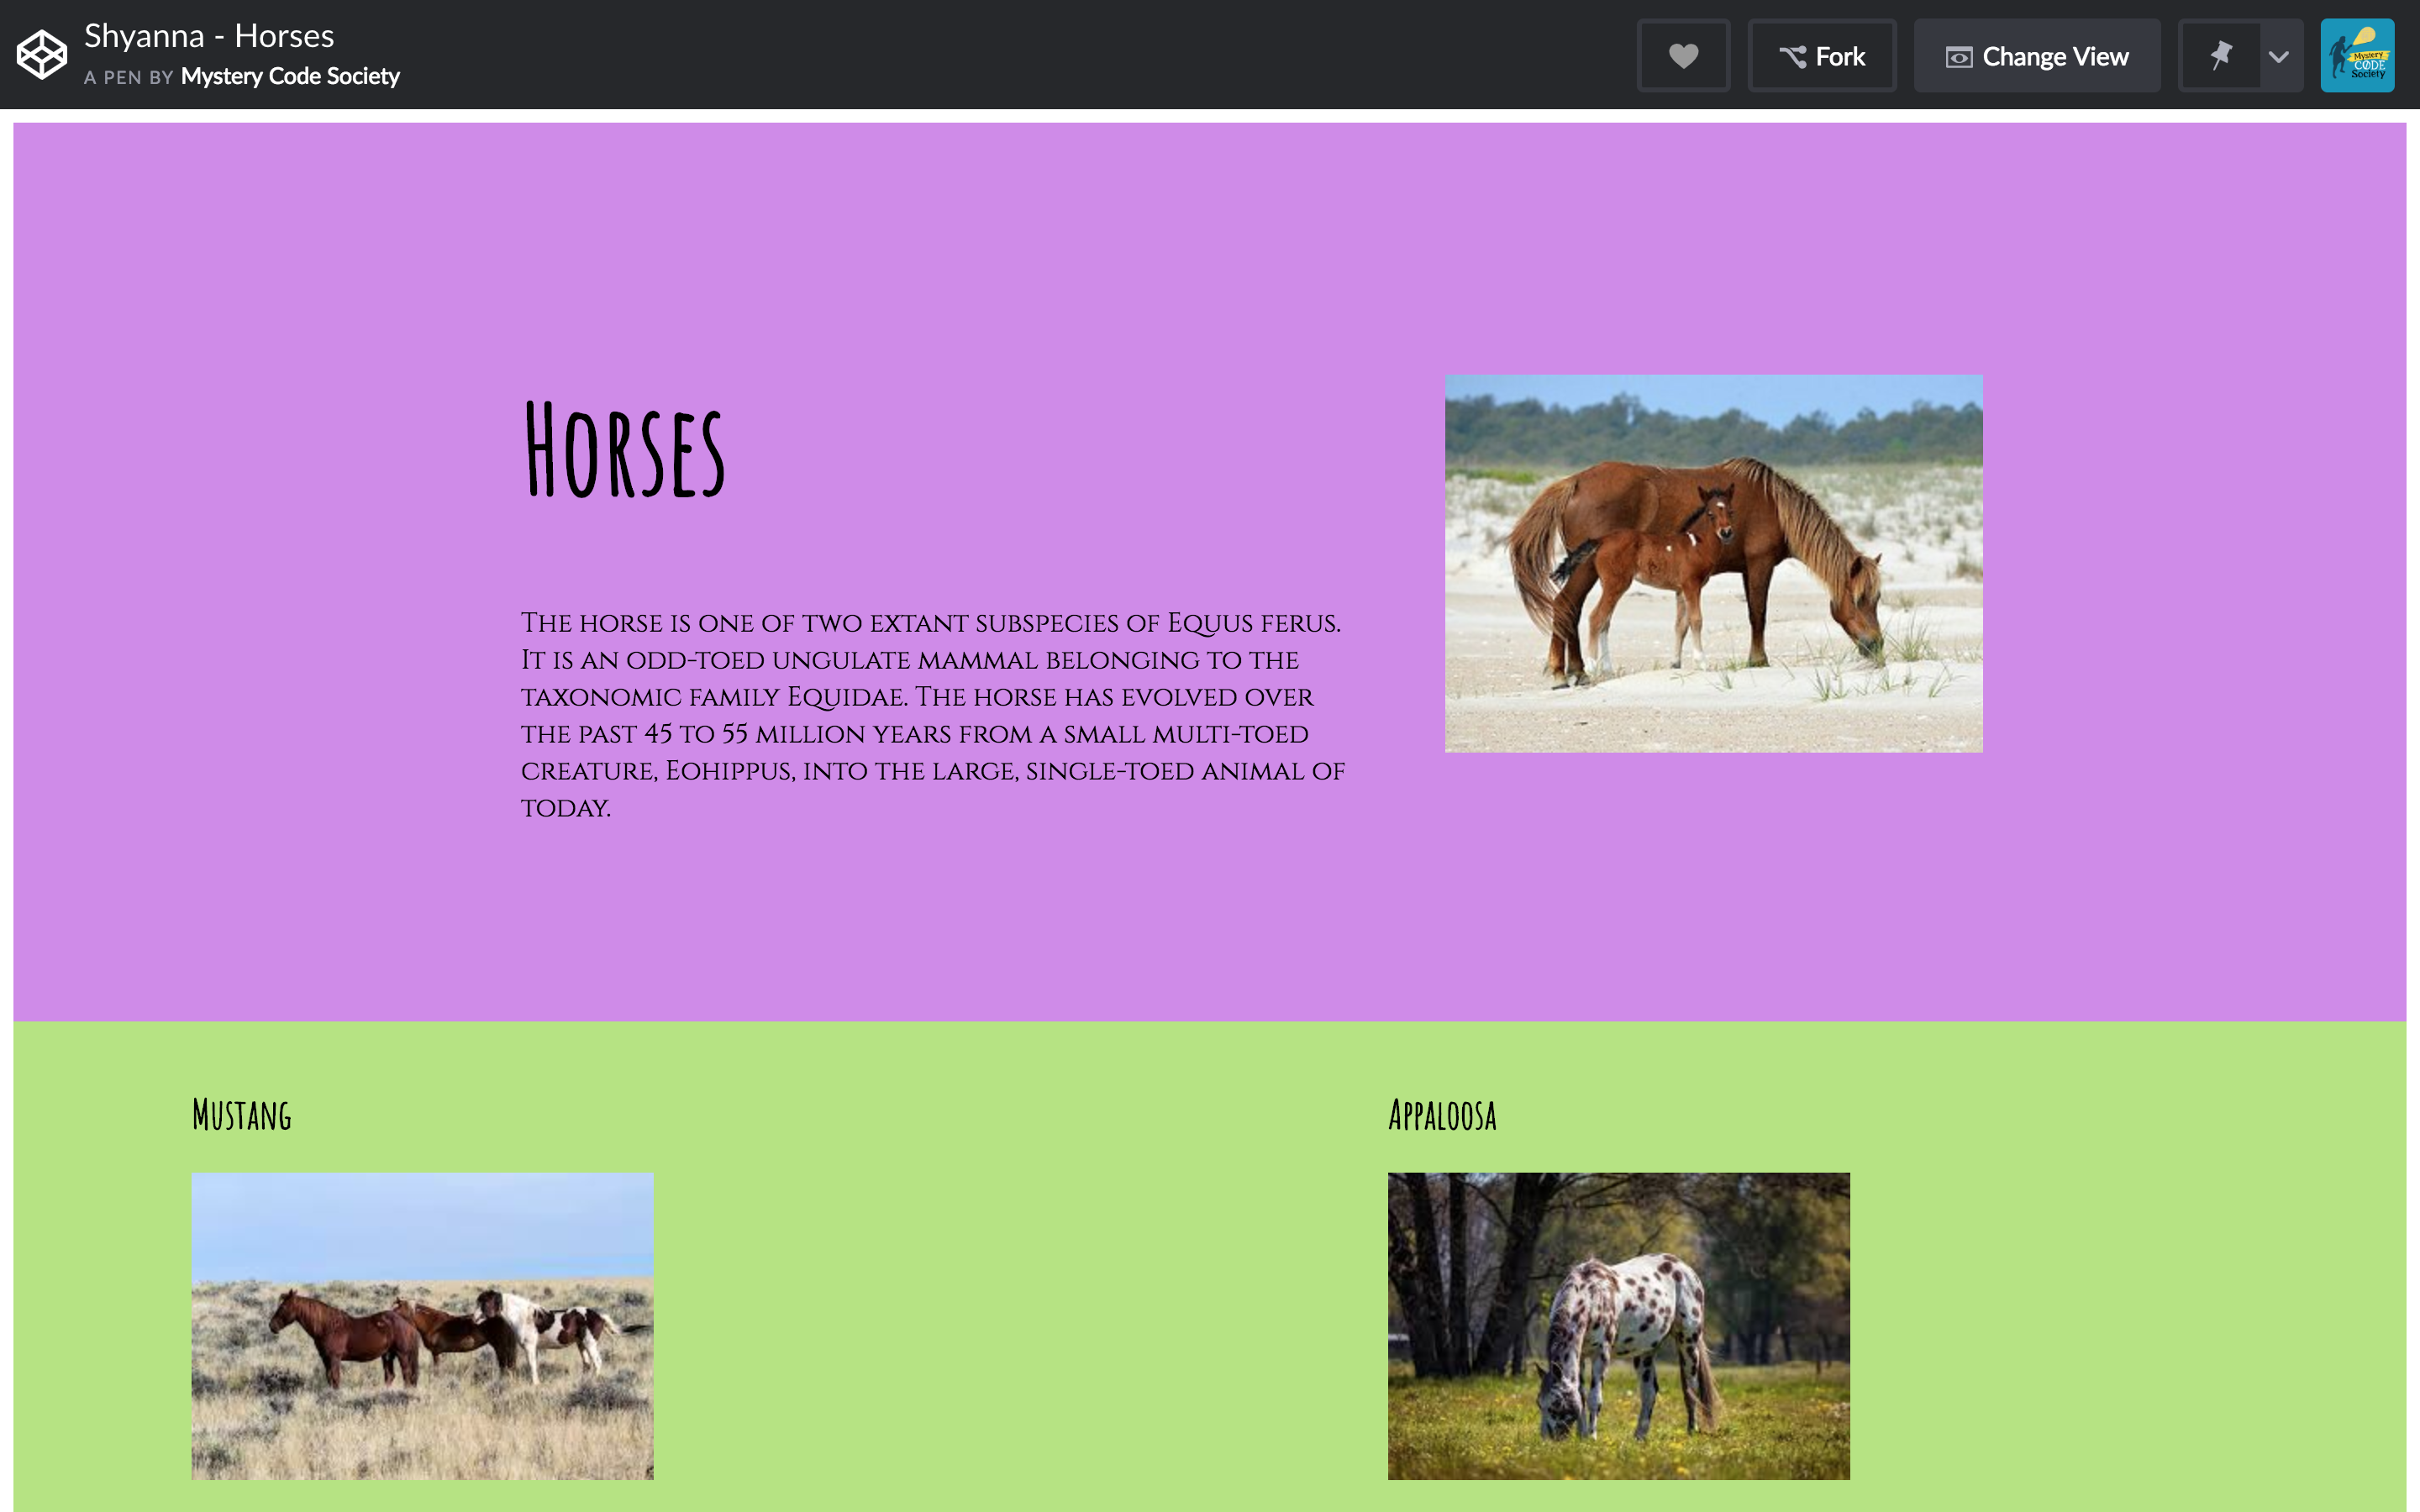 Shyanna - Horses
A PEN BY Mystery Code Society
Fork
Change View
Mystery
CODE
Society
Horses
The horse is one of two extant subspecies of Equus ferus.
It is an odd-toed ungulate mammal belonging to the
taxonomic family Equidae. The horse has evolved over
the past 45 to 55 million years from a small multi-toed
creature, Eohippus, into the large, single-toed animal of
today.
Mustang
Appaloosa